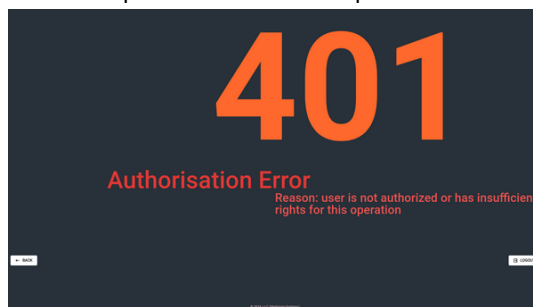 401
Authorisation Error
Reason: user is not authorized or has insufficien
rights for this operation
← BACK
LOGOU